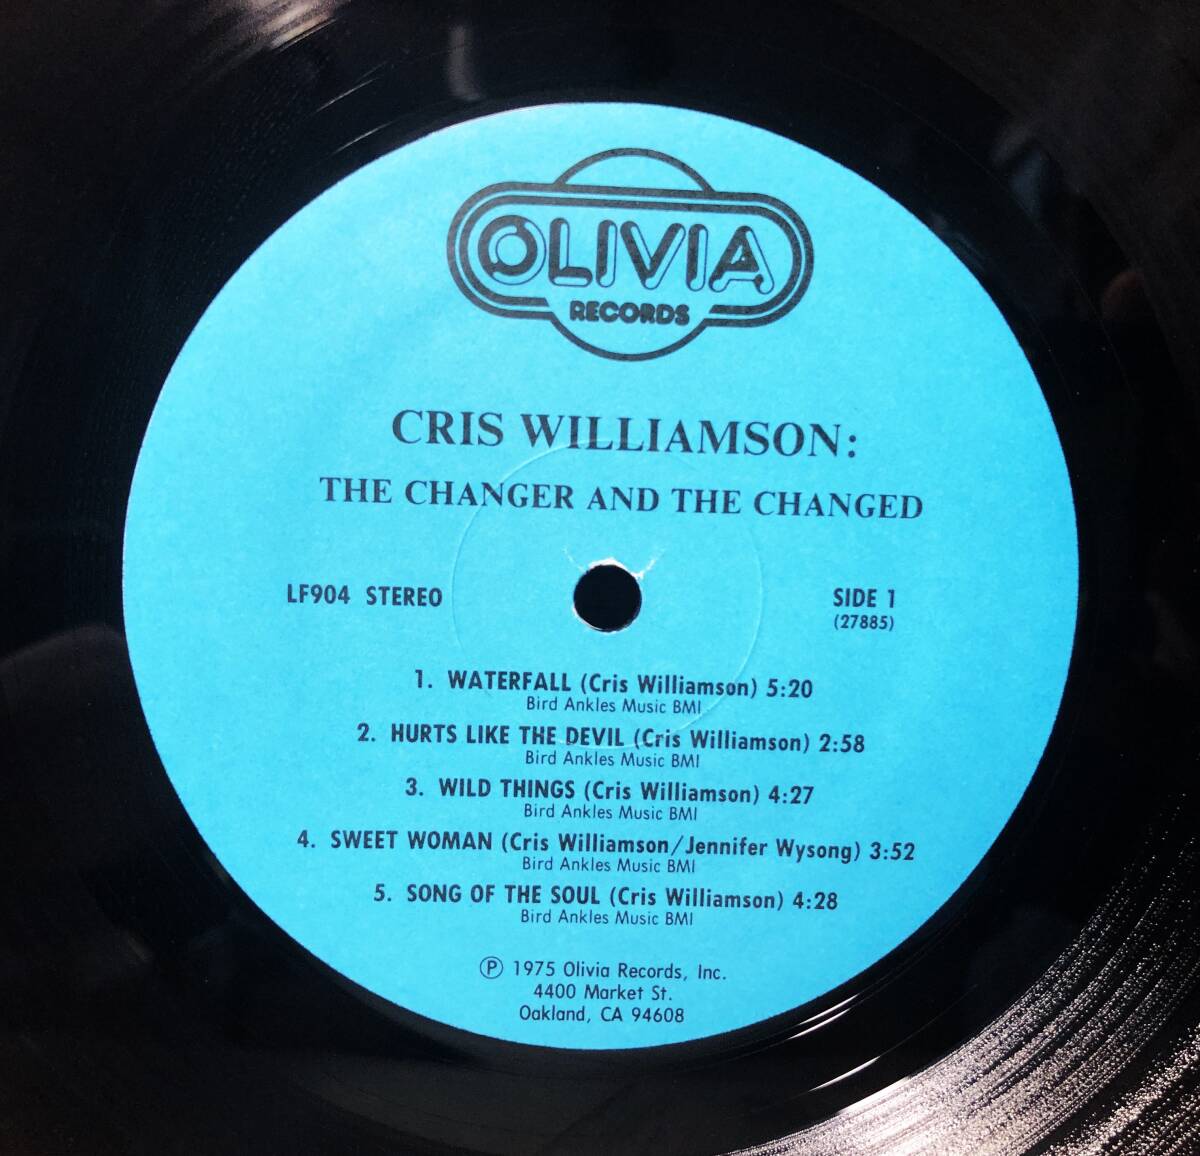 OLIVIA
RECORDS
CRIS WILLIAMSON:
THE CHANGER AND THE CHANGED
LF904 STEREO
SIDE 1
(27885)
1. WATERFALL (Cris Williamson) 5:20
Bird Ankles Music BMI
2. HURTS LIKE THE DEVIL (Cris Williamson) 2:58
Bird Ankles Music BMI
3. WILD THINGS (Cris Williamson) 4:27
Bird Ankles Music BMI
4. SWEET WOMAN (Cris Williamson/Jennifer Wysong) 3:52
Bird Ankles Music BMI
5. SONG OF THE SOUL (Cris Williamson) 4:28
Bird Ankles Music BMI
Ⓟ 1975 Olivia Records, Inc.
4400 Market St.
Oakland, CA 94608